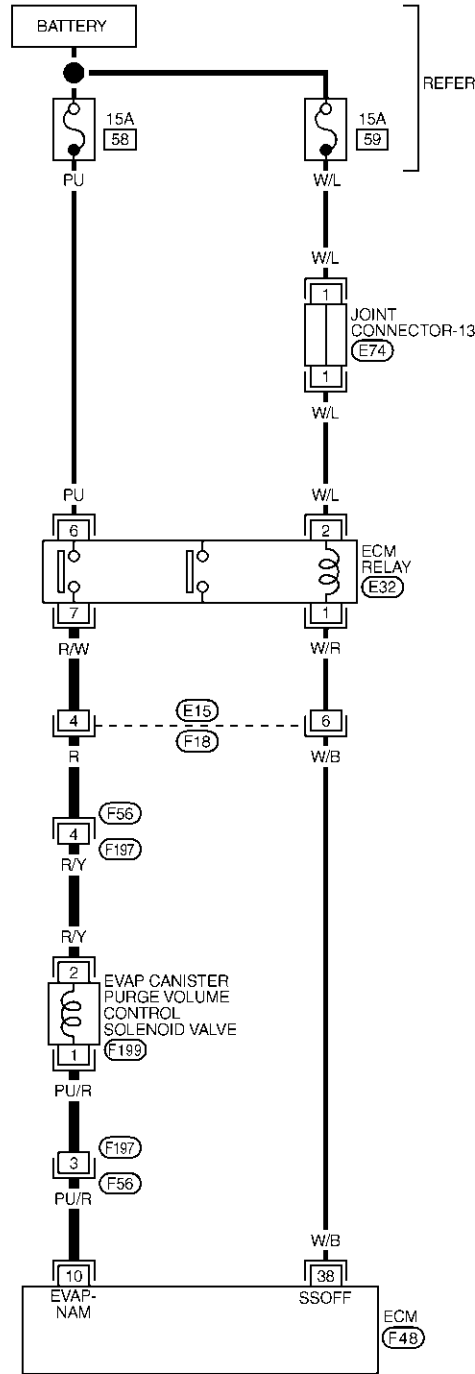 BATTERY
REFER
15A
58
15A
59
PU
W/L
W/L
1
JOINT
CONNECTOR-13
E74
1
W/L
PU
W/L
6
2
ECM
RELAY
E32
7
1
R/W
W/R
4
E15
6
F18
R
W/B
F56
4
F197
R/Y
R/Y
2
EVAP CANISTER
PURGE VOLUME
CONTROL
SOLENOID VALVE
F199
1
PU/R
F197
3
F56
PU/R
W/B
10
38
EVAP-
NAM
SSOFF
ECM
F48